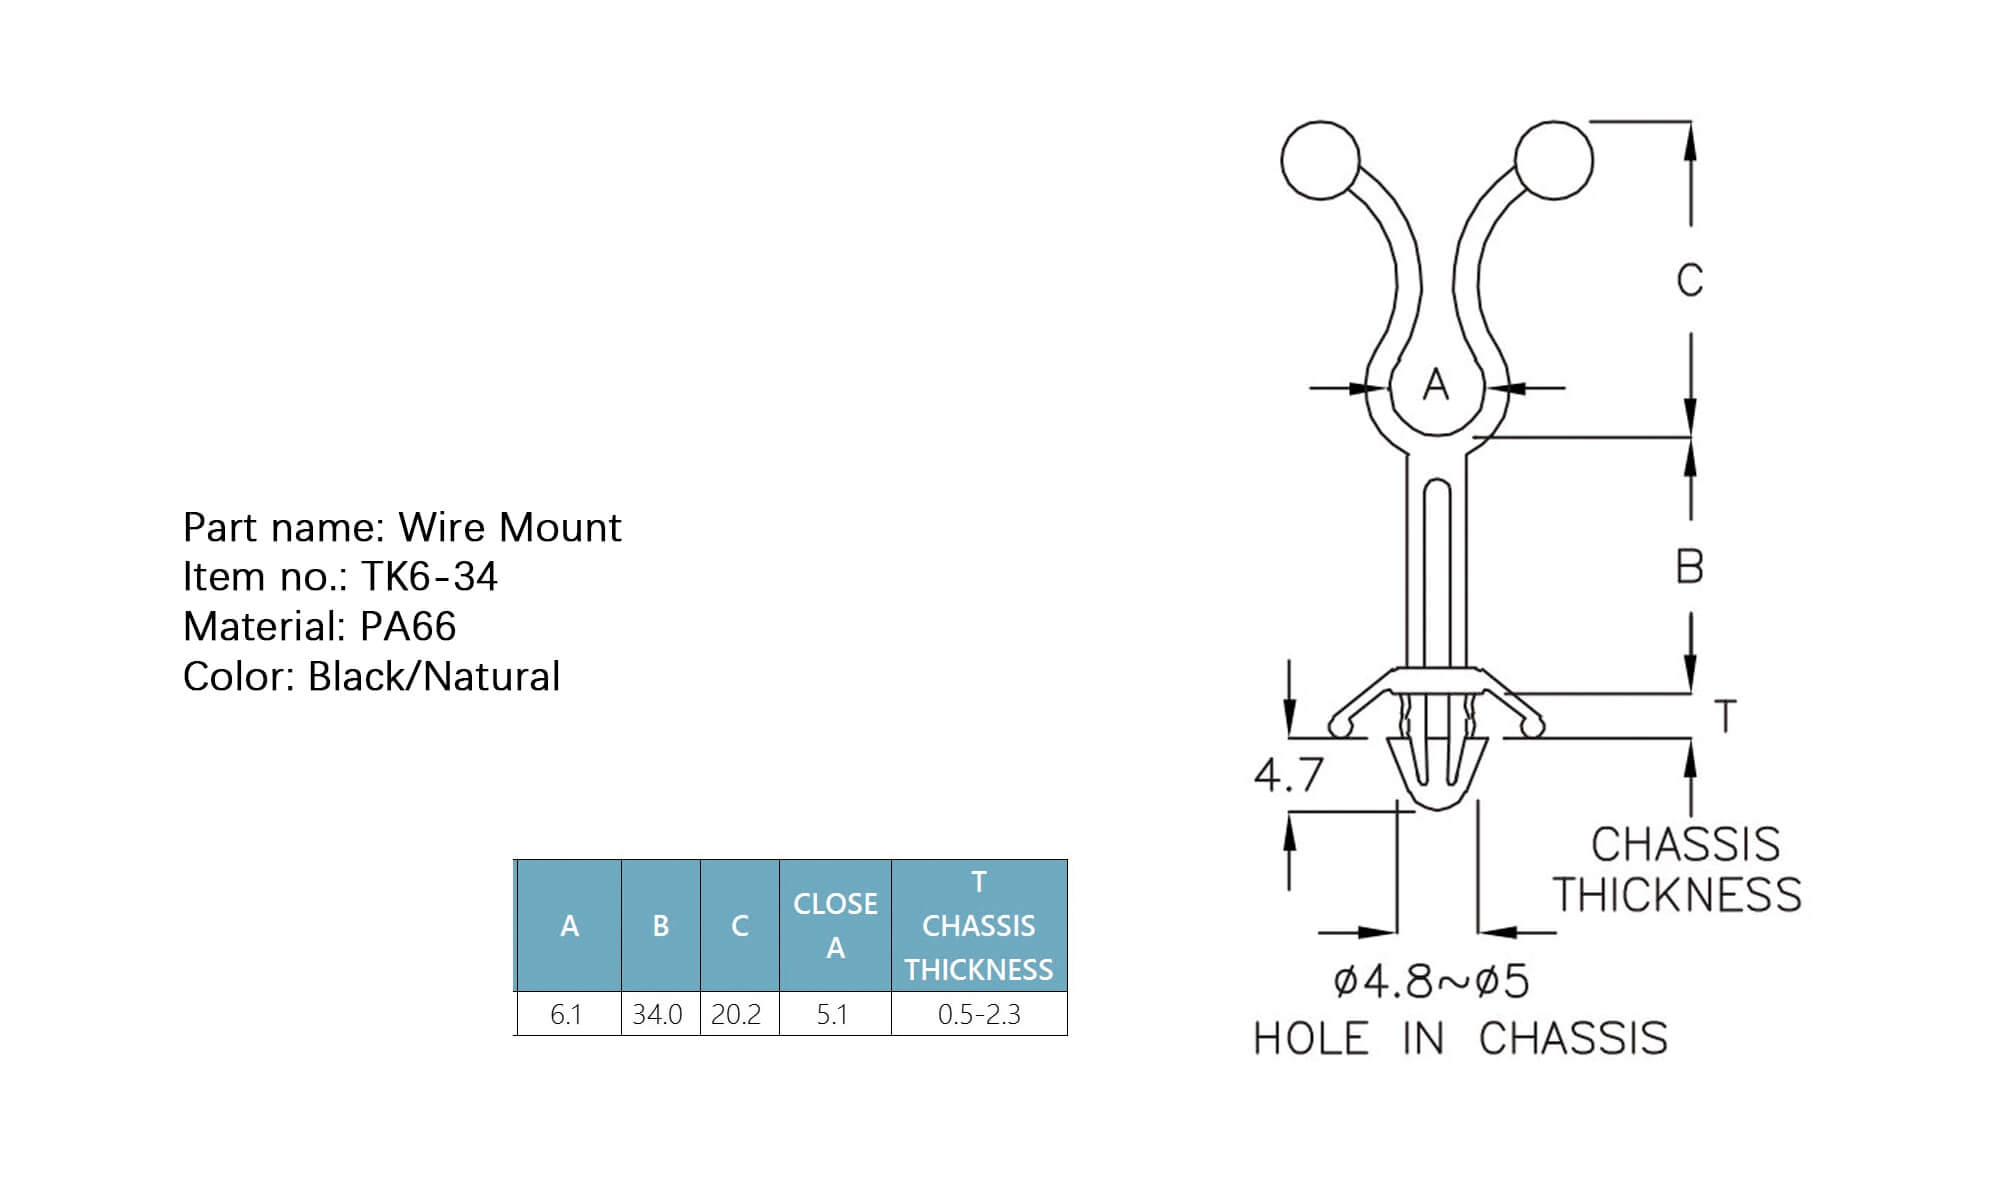 Part name: Wire Mount
Item no.: TK6-34
Material: PA66
Color: Black/Natural
A B C CLOSE A T CHASSIS THICKNESS
6.1 34.0 20.2 5.1 0.5-2.3
C
A
B
T
4.7
CHASSIS
THICKNESS
ø4.8~ø5
HOLE IN CHASSIS